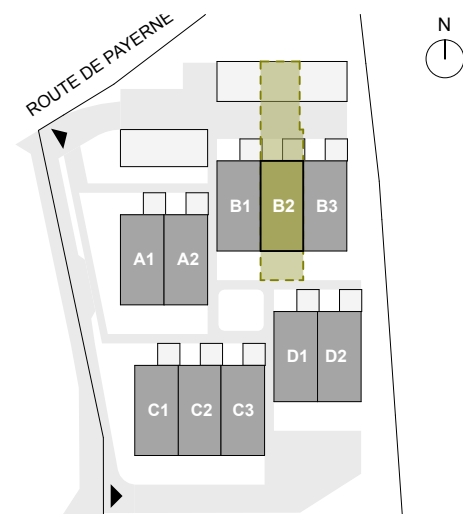 N
ROUTE DE PAYERNE
B1 B2 B3
A1 A2
D1 D2
C1 C2 C3